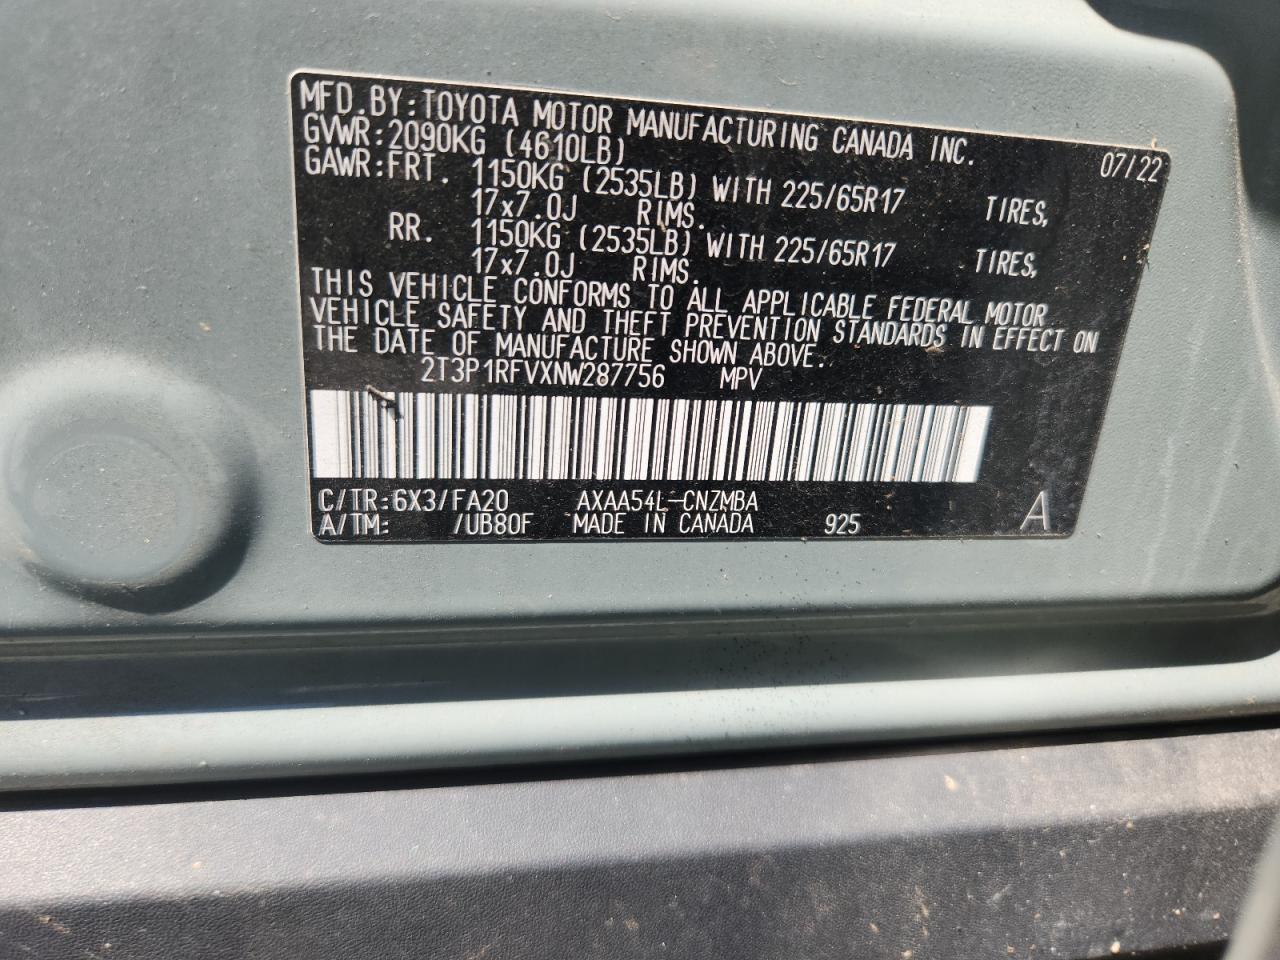 MFD.BY:TOYOTA MOTOR MANUFACTURING CANADA INC. 07/22
GVWR:2090KG (4610LB)
GAWR:FRT. 1150KG (2535LB) WITH 225/65R17 TIRES,
17x7.0J RIMS.
RR. 1150KG (2535LB) WITH 225/65R17 TIRES,
17x7.0J RIMS.
THIS VEHICLE CONFORMS TO ALL APPLICABLE FEDERAL MOTOR
VEHICLE SAFETY AND THEFT PREVENTION STANDARDS IN EFFECT ON
THE DATE OF MANUFACTURE SHOWN ABOVE.
2T3P1RFVXNW287756 MPV
C/TR:6X3/FA20 AXAA54L-CNZMBA
A/TM: /UB80F MADE IN CANADA 925 A